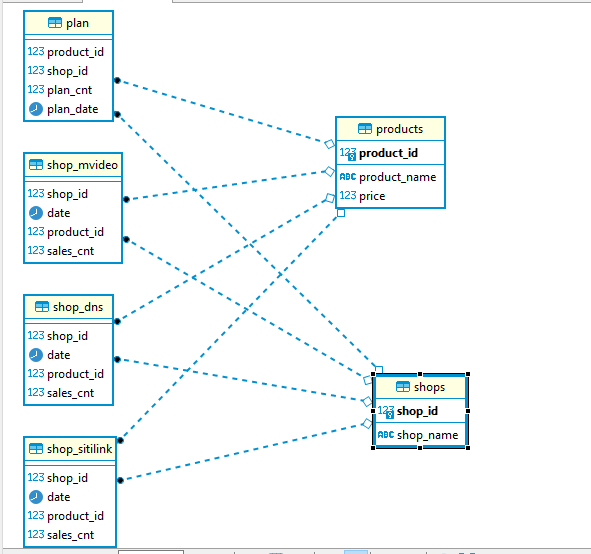 plan
123 product_id
123 shop_id
123 plan_cnt
plan_date
shop_mvideo
123 shop_id
date
123 product_id
123 sales_cnt
shop_dns
123 shop_id
date
123 product_id
123 sales_cnt
shop_sitilink
123 shop_id
date
123 product_id
123 sales_cnt
products
123 product_id
ABC product_name
123 price
shops
123 shop_id
ABC shop_name